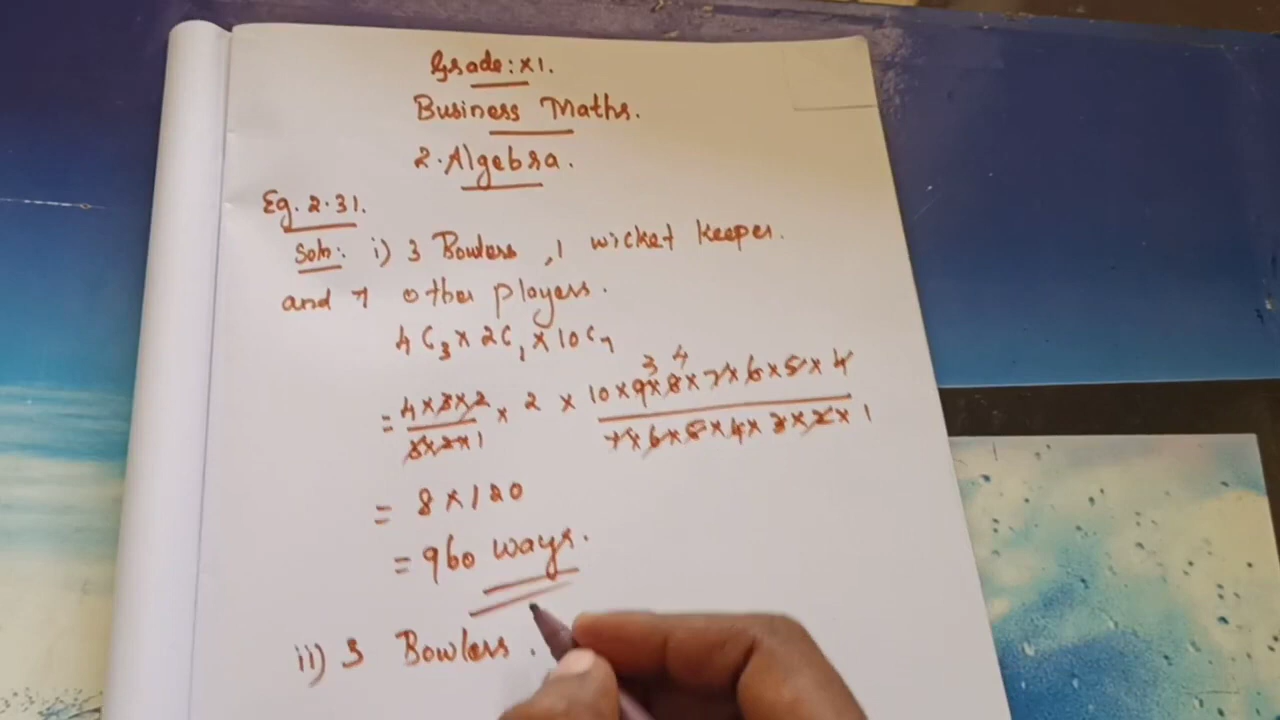 Grade: XI.
Business Maths.
2. Algebra.
Eg. 2.31.
Soln: i) 3 Bowlers, 1 wicket keeper.
and 7 other players.
4C₃ × 2C₁ × 10C₇
= 4×3×2 / 3×2×1 × 2 × 10×9×8×7×6×5×4 / 7×6×5×4×3×2×1
3 4
= 8 × 120
= 960 ways.
ii) 3 Bowlers.